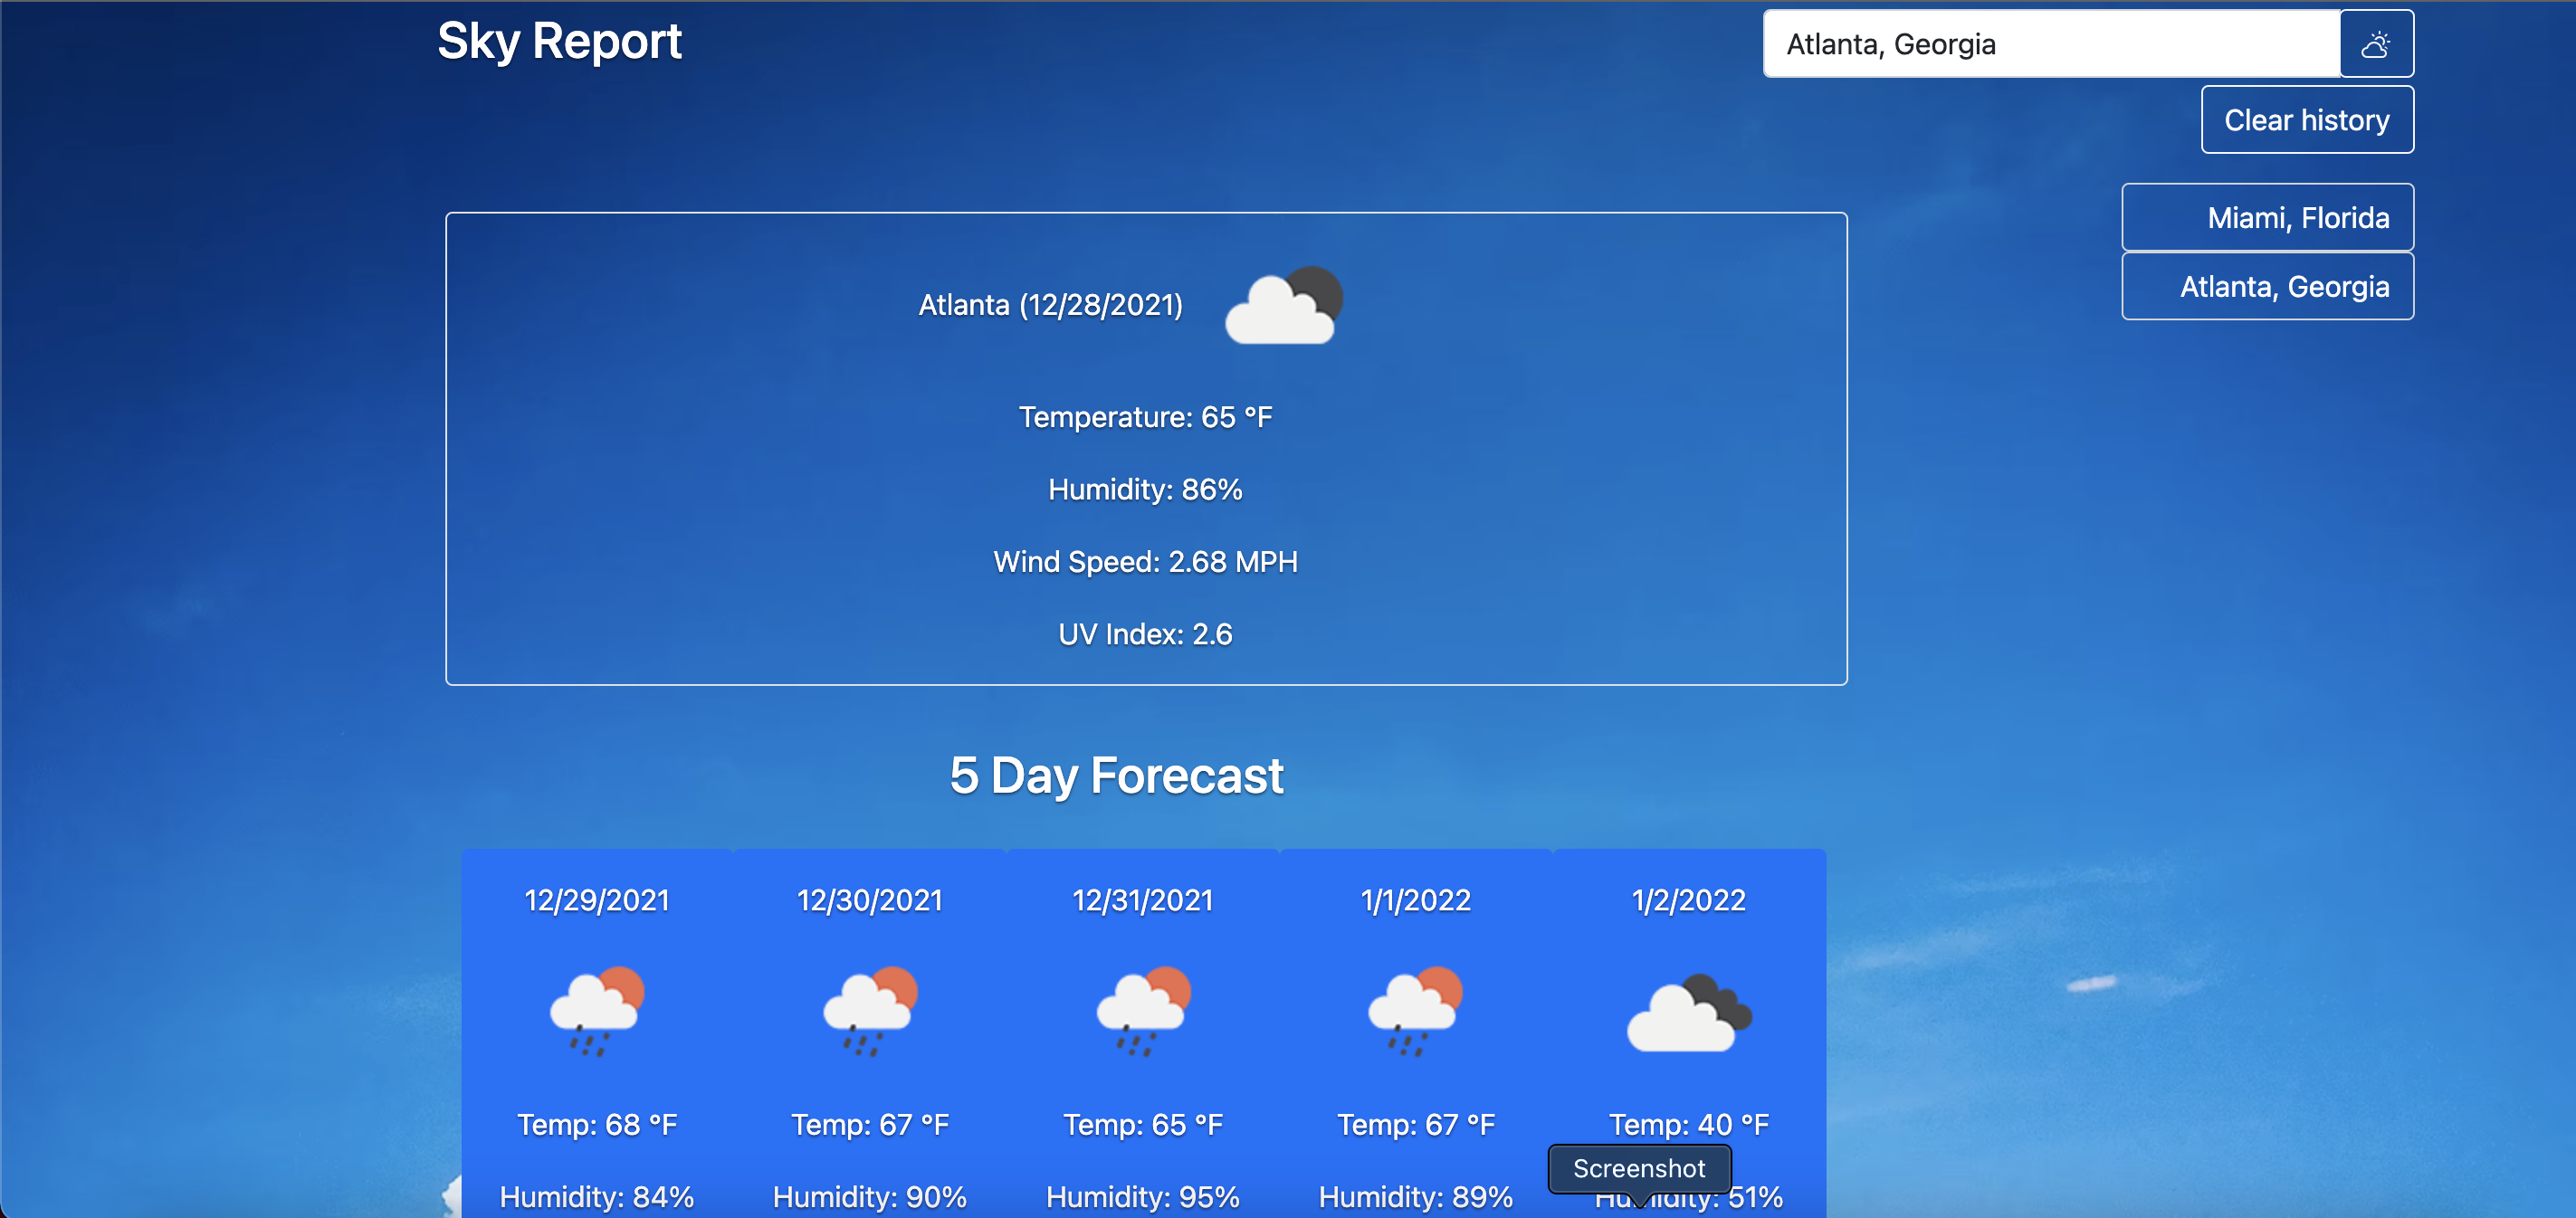 Sky Report
Atlanta, Georgia
Clear history
Miami, Florida
Atlanta, Georgia
Atlanta (12/28/2021)
Temperature: 65 °F
Humidity: 86%
Wind Speed: 2.68 MPH
UV Index: 2.6
5 Day Forecast
12/29/2021 12/30/2021 12/31/2021 1/1/2022 1/2/2022
Temp: 68 °F Temp: 67 °F Temp: 65 °F Temp: 67 °F Temp: 40 °F
Screenshot
Humidity: 84% Humidity: 90% Humidity: 95% Humidity: 89% Humidity: 51%